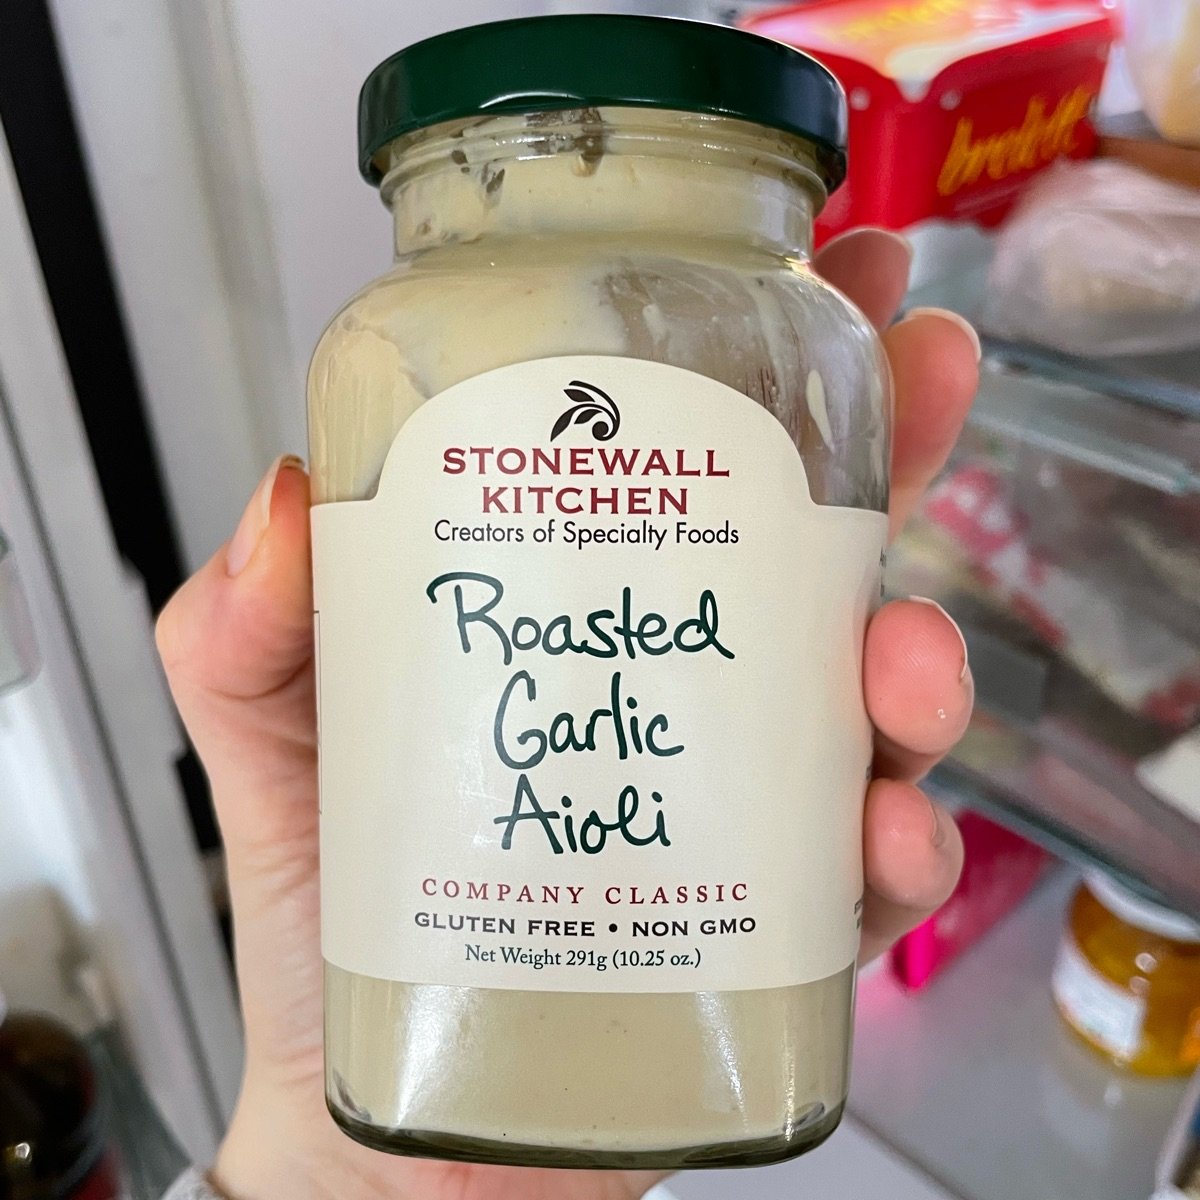 STONEWALL
KITCHEN
Creators of Specialty Foods
Roasted
Garlic
Aioli
COMPANY CLASSIC
GLUTEN FREE • NON GMO
Net Weight 291g (10.25 oz.)